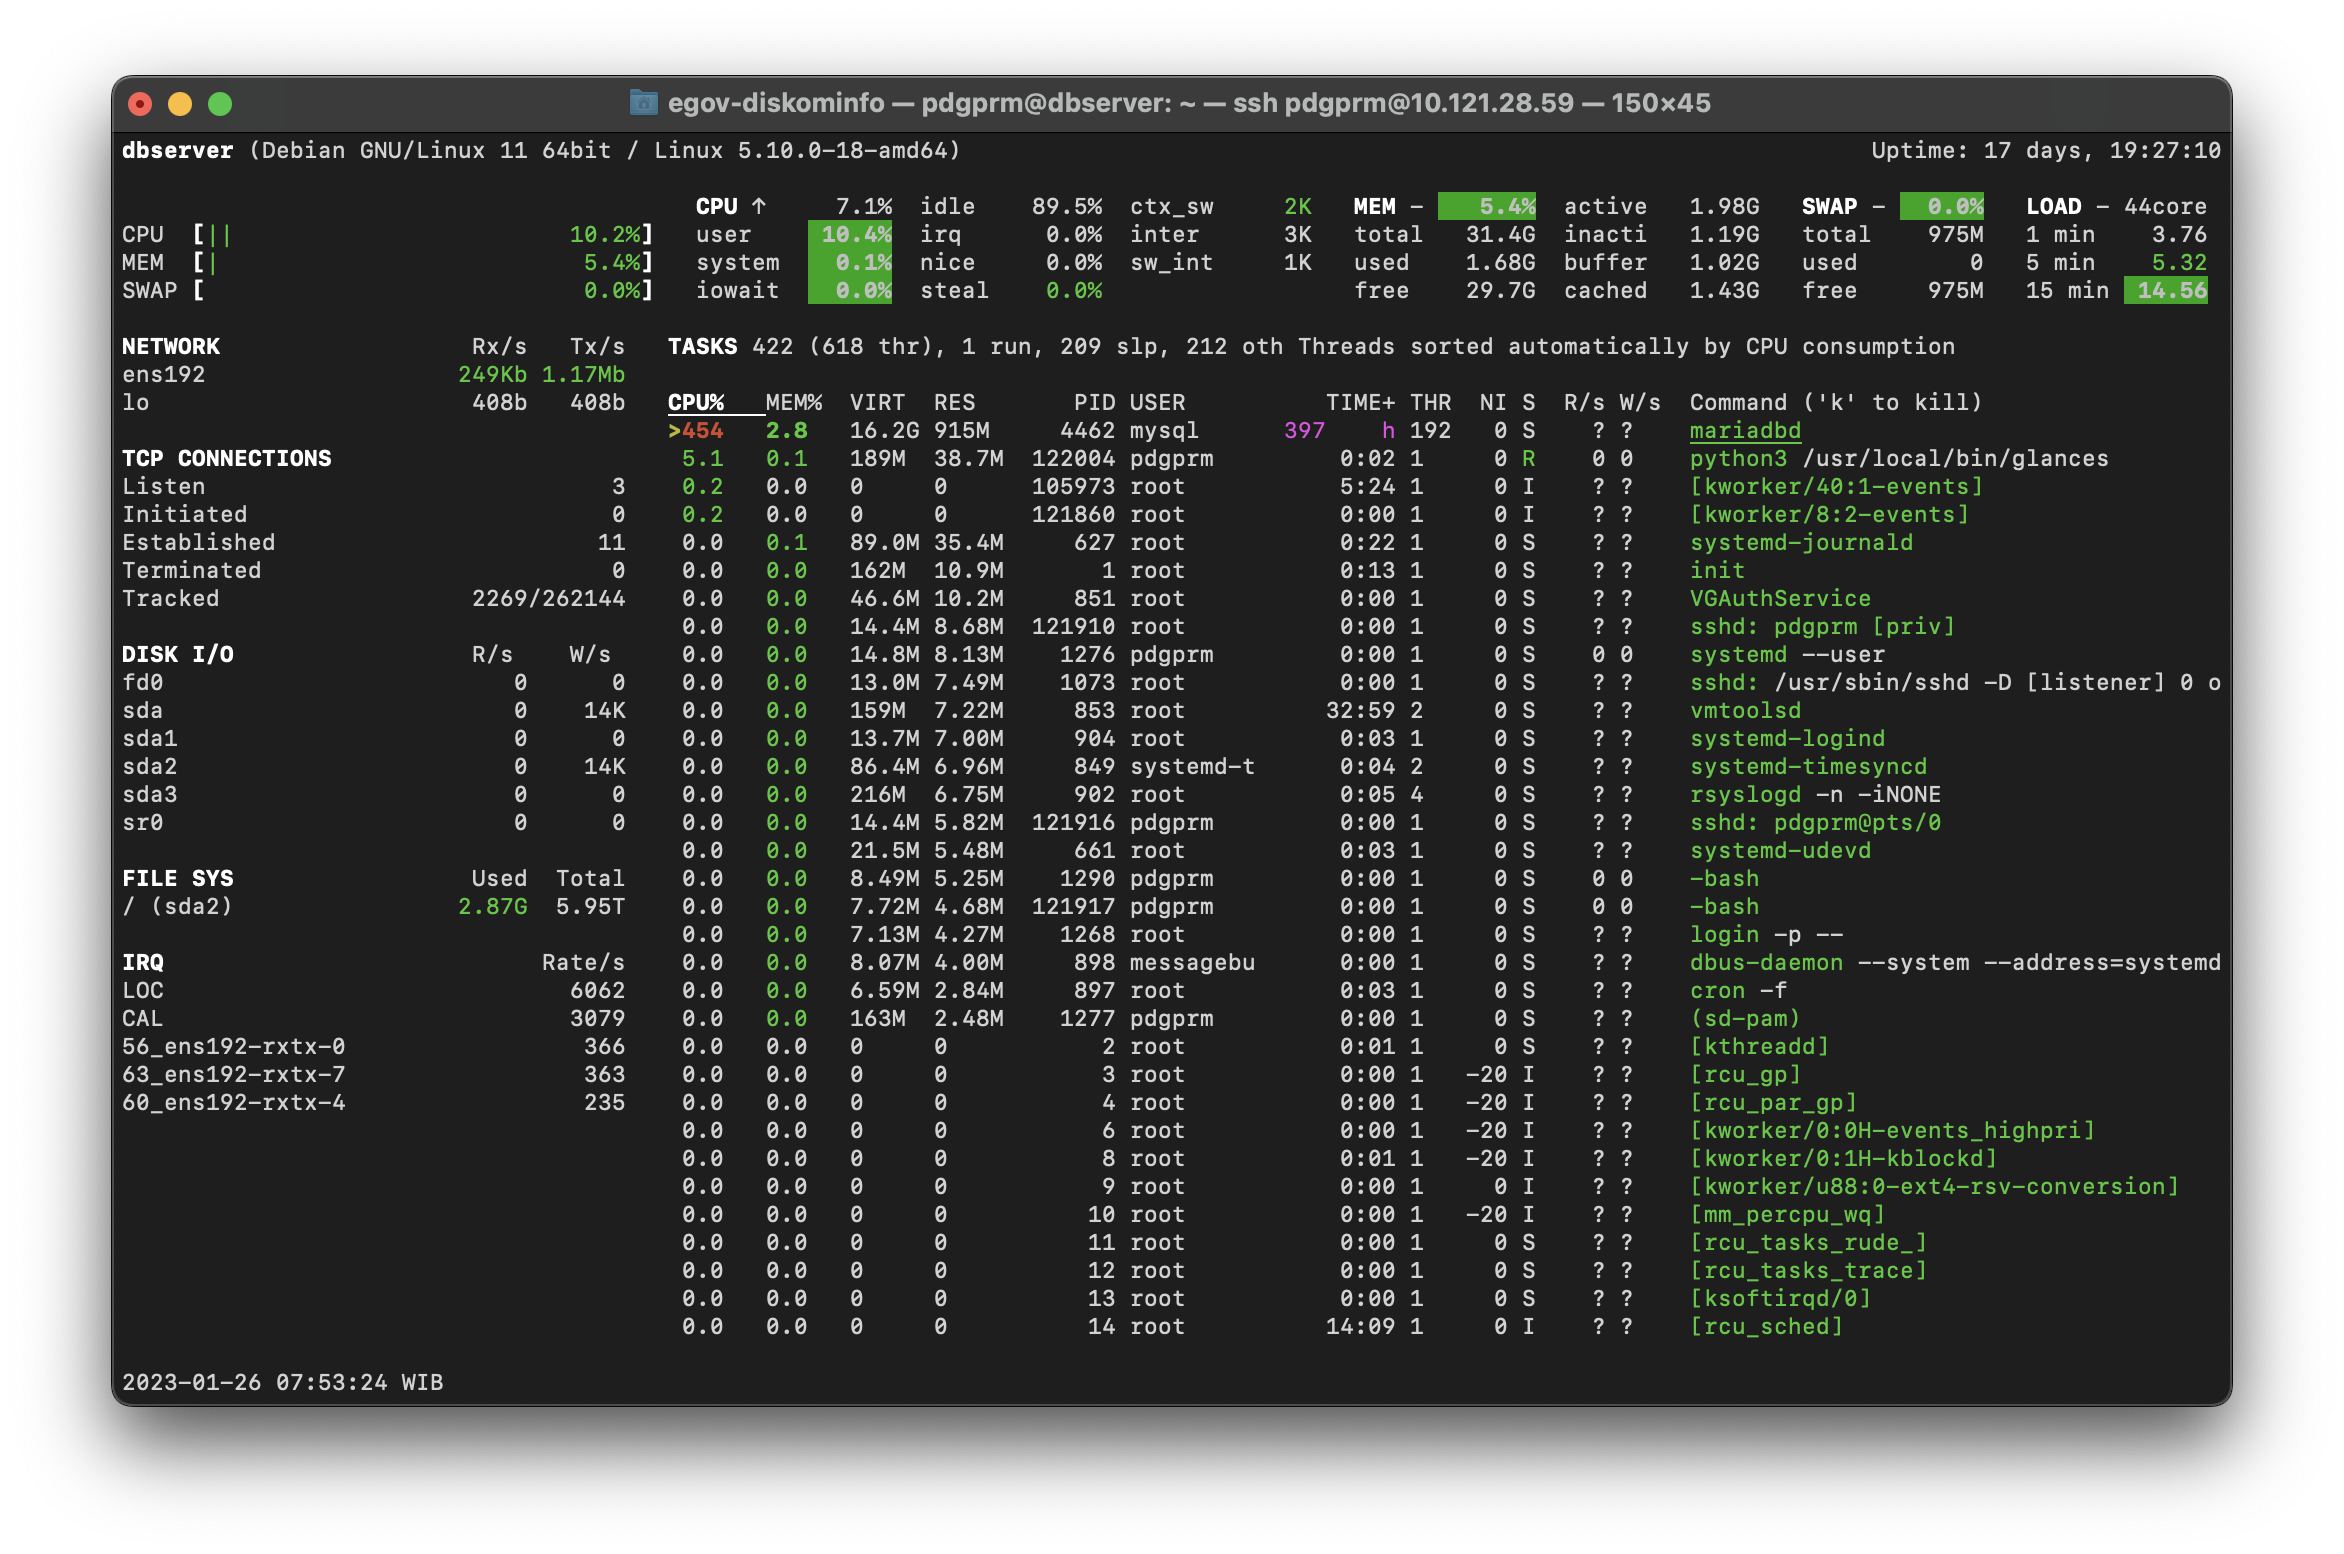 egov-diskominfo — pdgprm@dbserver: ~ — ssh pdgprm@10.121.28.59 — 150×45
dbserver (Debian GNU/Linux 11 64bit / Linux 5.10.0-18-amd64) Uptime: 17 days, 19:27:10
CPU ↑ 7.1% idle 89.5% ctx_sw 2K MEM - 5.4% active 1.98G SWAP - 0.0% LOAD - 44core
CPU [|| 10.2%] user 10.4% irq 0.0% inter 3K total 31.4G inacti 1.19G total 975M 1 min 3.76
MEM [| 5.4%] system 0.1% nice 0.0% sw_int 1K used 1.68G buffer 1.02G used 0 5 min 5.32
SWAP [ 0.0%] iowait 0.0% steal 0.0% free 29.7G cached 1.43G free 975M 15 min 14.56
NETWORK Rx/s Tx/s TASKS 422 (618 thr), 1 run, 209 slp, 212 oth Threads sorted automatically by CPU consumption
ens192 249Kb 1.17Mb
lo 408b 408b CPU% MEM% VIRT RES PID USER TIME+ THR NI S R/s W/s Command ('k' to kill)
>454 2.8 16.2G 915M 4462 mysql 397 h 192 0 S ? ? mariadbd
TCP CONNECTIONS 5.1 0.1 189M 38.7M 122004 pdgprm 0:02 1 0 R 0 0 python3 /usr/local/bin/glances
Listen 3 0.2 0.0 0 0 105973 root 5:24 1 0 I ? ? [kworker/40:1-events]
Initiated 0 0.2 0.0 0 0 121860 root 0:00 1 0 I ? ? [kworker/8:2-events]
Established 11 0.0 0.1 89.0M 35.4M 627 root 0:22 1 0 S ? ? systemd-journald
Terminated 0 0.0 0.0 162M 10.9M 1 root 0:13 1 0 S ? ? init
Tracked 2269/262144 0.0 0.0 46.6M 10.2M 851 root 0:00 1 0 S ? ? VGAuthService
0.0 0.0 14.4M 8.68M 121910 root 0:00 1 0 S ? ? sshd: pdgprm [priv]
DISK I/O R/s W/s 0.0 0.0 14.8M 8.13M 1276 pdgprm 0:00 1 0 S 0 0 systemd --user
fd0 0 0 0.0 0.0 13.0M 7.49M 1073 root 0:00 1 0 S ? ? sshd: /usr/sbin/sshd -D [listener] 0 o
sda 0 14K 0.0 0.0 159M 7.22M 853 root 32:59 2 0 S ? ? vmtoolsd
sda1 0 0 0.0 0.0 13.7M 7.00M 904 root 0:03 1 0 S ? ? systemd-logind
sda2 0 14K 0.0 0.0 86.4M 6.96M 849 systemd-t 0:04 2 0 S ? ? systemd-timesyncd
sda3 0 0 0.0 0.0 216M 6.75M 902 root 0:05 4 0 S ? ? rsyslogd -n -iNONE
sr0 0 0 0.0 0.0 14.4M 5.82M 121916 pdgprm 0:00 1 0 S ? ? sshd: pdgprm@pts/0
0.0 0.0 21.5M 5.48M 661 root 0:03 1 0 S ? ? systemd-udevd
FILE SYS Used Total 0.0 0.0 8.49M 5.25M 1290 pdgprm 0:00 1 0 S 0 0 -bash
/ (sda2) 2.87G 5.95T 0.0 0.0 7.72M 4.68M 121917 pdgprm 0:00 1 0 S 0 0 -bash
0.0 0.0 7.13M 4.27M 1268 root 0:00 1 0 S ? ? login -p --
IRQ Rate/s 0.0 0.0 8.07M 4.00M 898 messagebu 0:00 1 0 S ? ? dbus-daemon --system --address=systemd
LOC 6062 0.0 0.0 6.59M 2.84M 897 root 0:03 1 0 S ? ? cron -f
CAL 3079 0.0 0.0 163M 2.48M 1277 pdgprm 0:00 1 0 S ? ? (sd-pam)
56_ens192-rxtx-0 366 0.0 0.0 0 0 2 root 0:01 1 0 S ? ? [kthreadd]
63_ens192-rxtx-7 363 0.0 0.0 0 0 3 root 0:00 1 -20 I ? ? [rcu_gp]
60_ens192-rxtx-4 235 0.0 0.0 0 0 4 root 0:00 1 -20 I ? ? [rcu_par_gp]
0.0 0.0 0 0 6 root 0:00 1 -20 I ? ? [kworker/0:0H-events_highpri]
0.0 0.0 0 0 8 root 0:01 1 -20 I ? ? [kworker/0:1H-kblockd]
0.0 0.0 0 0 9 root 0:00 1 0 I ? ? [kworker/u88:0-ext4-rsv-conversion]
0.0 0.0 0 0 10 root 0:00 1 -20 I ? ? [mm_percpu_wq]
0.0 0.0 0 0 11 root 0:00 1 0 S ? ? [rcu_tasks_rude_]
0.0 0.0 0 0 12 root 0:00 1 0 S ? ? [rcu_tasks_trace]
0.0 0.0 0 0 13 root 0:00 1 0 S ? ? [ksoftirqd/0]
0.0 0.0 0 0 14 root 14:09 1 0 I ? ? [rcu_sched]
2023-01-26 07:53:24 WIB